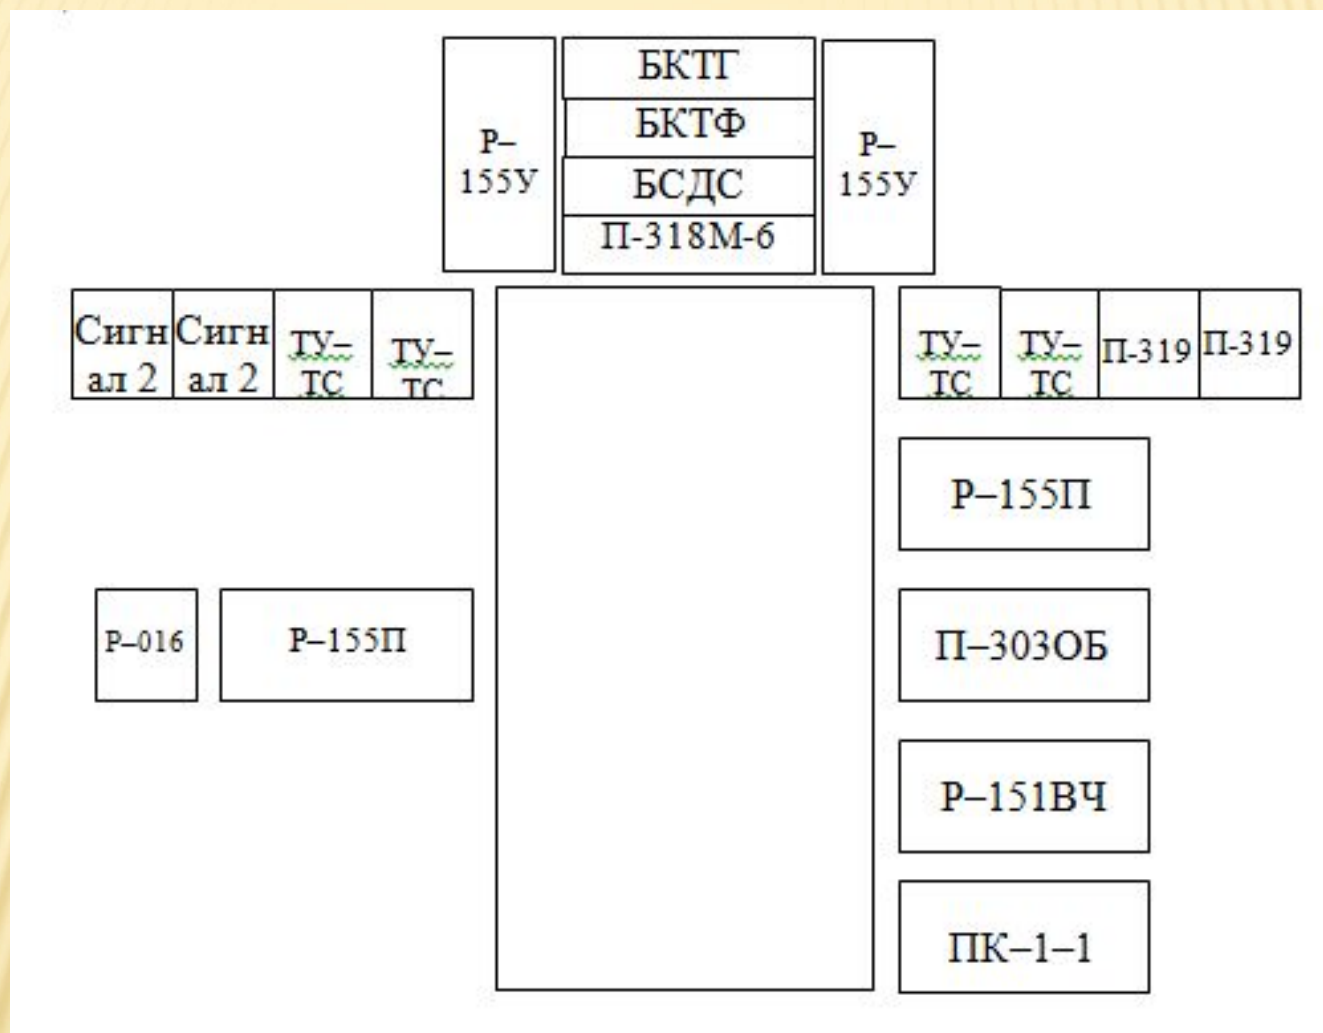 БКТГ
БКТФ
БСДС
П-318М-6
Р–
155У
Р–
155У
Сигн
ал 2
Сигн
ал 2
ТУ–
ТС
ТУ–
ТС
ТУ–
ТС
ТУ–
ТС
П-319
П-319
Р–155П
Р–016
Р–155П
П–303ОБ
Р–151ВЧ
ПК–1–1